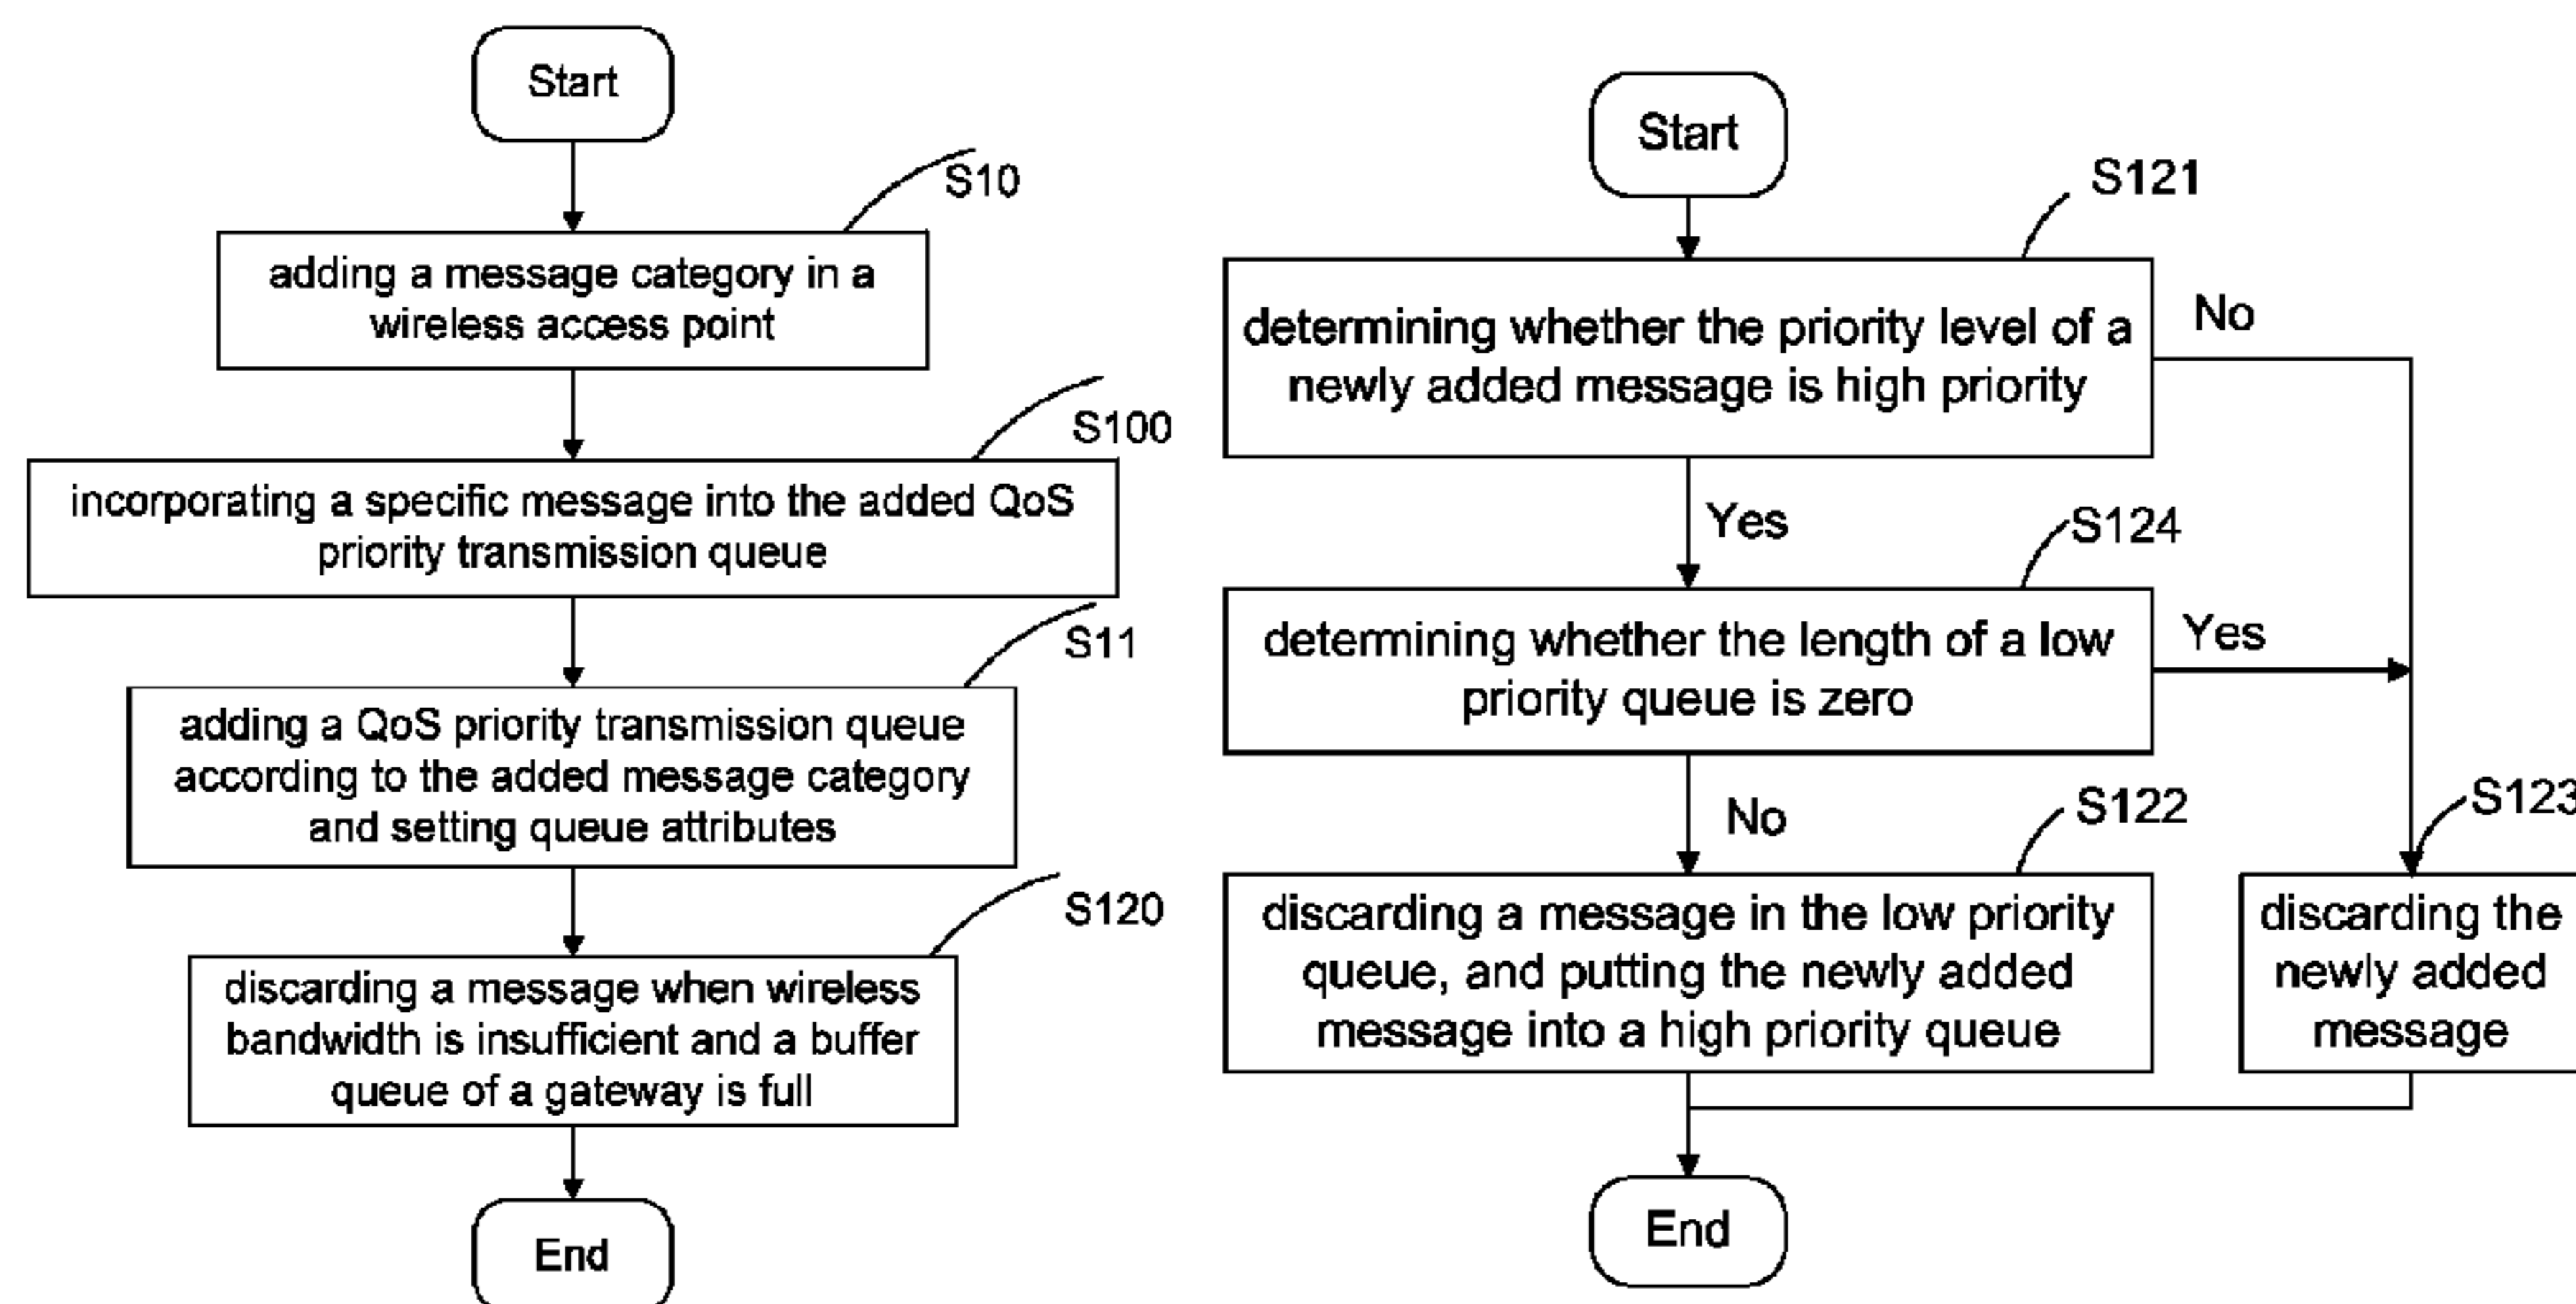 Start
S10
adding a message category in a
wireless access point
S100
incorporating a specific message into the added QoS
priority transmission queue
S11
adding a QoS priority transmission queue
according to the added message category
and setting queue attributes
S120
discarding a message when wireless
bandwidth is insufficient and a buffer
queue of a gateway is full
End
Start
S121
determining whether the priority level of a
newly added message is high priority
No
Yes
S124
determining whether the length of a low
priority queue is zero
Yes
No
S122
discarding a message in the low priority
queue, and putting the newly added
message into a high priority queue
S123
discarding the
newly added
message
End